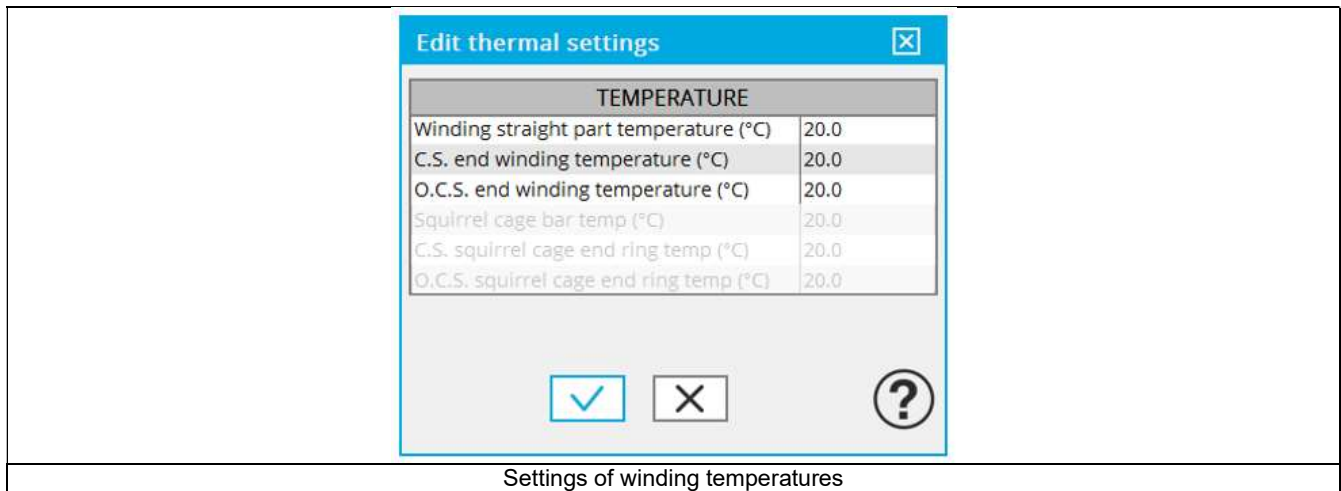 Edit thermal settings
TEMPERATURE
Winding straight part temperature (°C) 20.0
C.S. end winding temperature (°C) 20.0
O.C.S. end winding temperature (°C) 20.0
Squirrel cage bar temp (°C) 20.0
C.S. squirrel cage end ring temp (°C) 20.0
O.C.S. squirrel cage end ring temp (°C) 20.0
?
Settings of winding temperatures